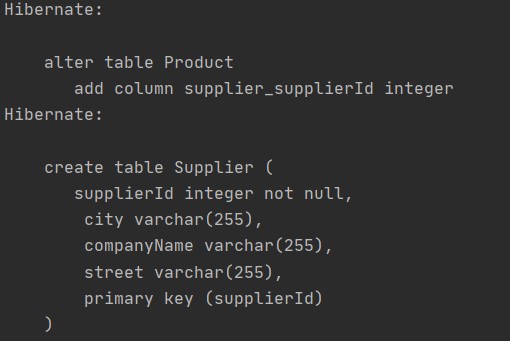 Hibernate:
alter table Product
add column supplier_supplierId integer
Hibernate:
create table Supplier (
supplierId integer not null,
city varchar(255),
companyName varchar(255),
street varchar(255),
primary key (supplierId)
)